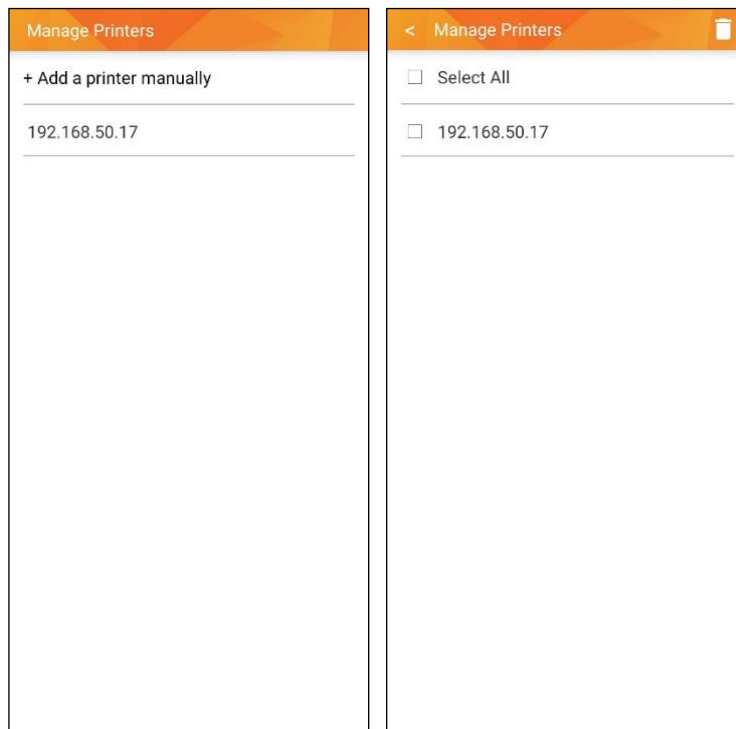 Manage Printers
+ Add a printer manually
192.168.50.17
< Manage Printers
Select All
192.168.50.17